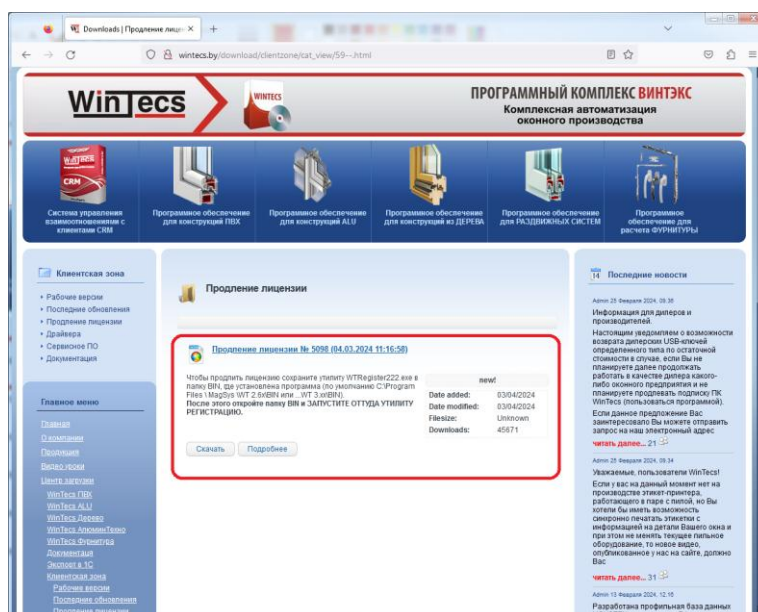 Downloads | Продление лицен
wintecs.by/download/clientzone/cat_view/59--.html
WinTecs
WINTECS
ПРОГРАММНЫЙ КОМПЛЕКС ВИНТЭКС
Комплексная автоматизация
оконного производства
WinTecs
CRM
Система управления
взаимоотношениями с
клиентами CRM
Программное обеспечение
для конструкций ПВХ
Программное обеспечение
для конструкций ALU
Программное обеспечение
для конструкций из ДЕРЕВА
Программное обеспечение
для РАЗДВИЖНЫХ СИСТЕМ
Программное
обеспечение для
расчета ФУРНИТУРЫ
Клиентская зона
Рабочие версии
Последние обновления
Продление лицензии
Драйвера
Сервисное ПО
Документация
Главное меню
Главная
О компании
Продукция
Видео уроки
Центр загрузки
WinTecs ПВХ
WinTecs ALU
WinTecs Дерево
WinTecs АлюминТехно
WinTecs Фурнитура
Документация
Экспорт в 1С
Клиентская зона
Рабочие версии
Последние обновления
Продление лицензии
Продление лицензии
Продление лицензии № 5098 (04.03.2024 11:16:58)
Чтобы продлить лицензию сохраните утилиту WTRegister222.exe в
папку BIN, где установлена программа (по умолчанию C:\Program
Files \ MagSys \WT 2.6x\BIN или ...WT 3.xx\BIN).
После этого откройте папку BIN и ЗАПУСТИТЕ ОТТУДА УТИЛИТУ
РЕГИСТРАЦИЮ.
new!
Date added: 03/04/2024
Date modified: 03/04/2024
Filesize: Unknown
Downloads: 45671
Скачать Подробнее
14 Последние новости
Admin 25 Февраля 2024, 09.38
Информация для дилеров и
производителей.
Настоящим уведомляем о возможности
возврата дилерских USB-ключей
определенного типа по остаточной
стоимости в случае, если Вы не
планируете далее продолжать
работать в качестве дилера какого-
либо оконного предприятия и не
планируете продлевать подписку ПК
WinTecs (пользоваться программой).
Если данное предложение Вас
заинтересовало Вы можете отправить
запрос на наш электронный адрес
читать далее... 21
Admin 25 Февраля 2024, 09.34
Уважаемые, пользователи WinTecs!
Если у вас на данный момент нет на
производстве этикет-принтера,
работающего в паре с пилой, но Вы
хотели бы иметь возможность
синхронно печатать этикетки с
информацией на детали Вашего окна и
при этом не менять текущее пильное
оборудование, то новое видео,
опубликованное у нас на сайте, должно
Вас
читать далее... 31
Admin 13 Февраля 2024, 12.16
Разработана профильная база данных